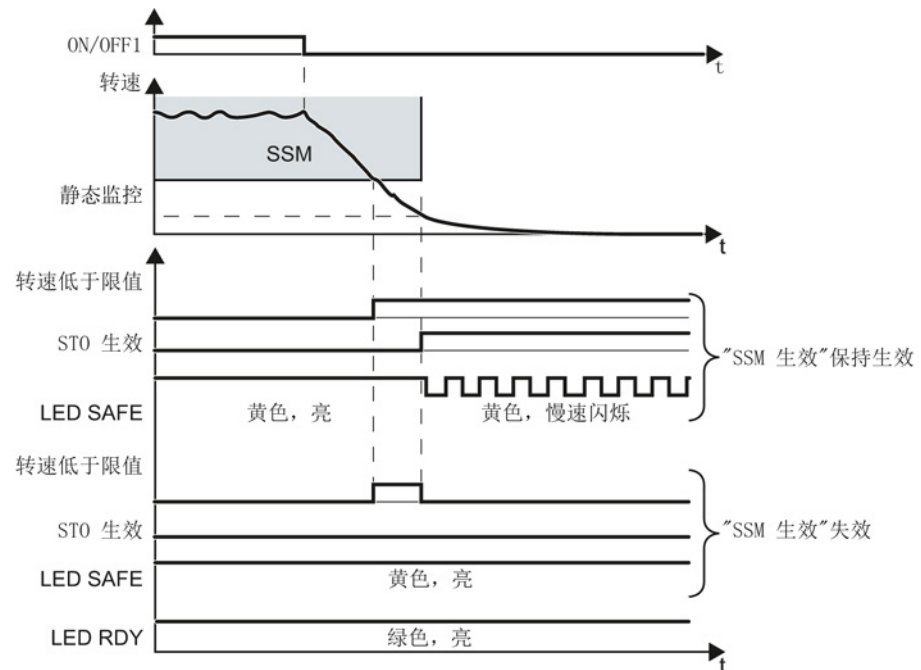 ON/OFF1
t
转速
SSM
静态监控
t
转速低于限值
STO 生效
"SSM 生效"保持生效
LED SAFE
黄色，亮
黄色，慢速闪烁
转速低于限值
STO 生效
"SSM 生效"失效
LED SAFE
黄色，亮
LED RDY
绿色，亮
t